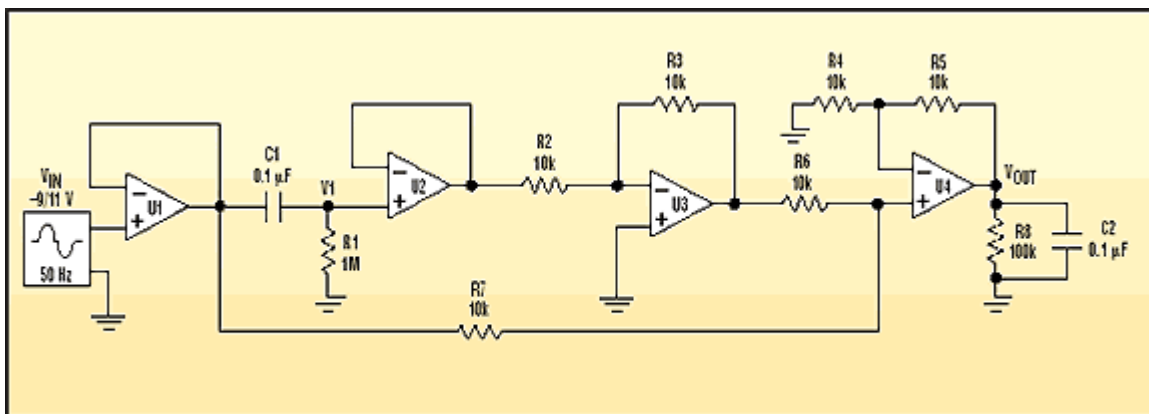 VIN
–9/11 V
50 Hz
–
+
U1
C1
0.1 µF
V1
R1
1M
–
+
U2
R2
10k
R3
10k
–
+
U3
R4
10k
R5
10k
R6
10k
–
+
U4
VOUT
R8
100k
C2
0.1 µF
R7
10k